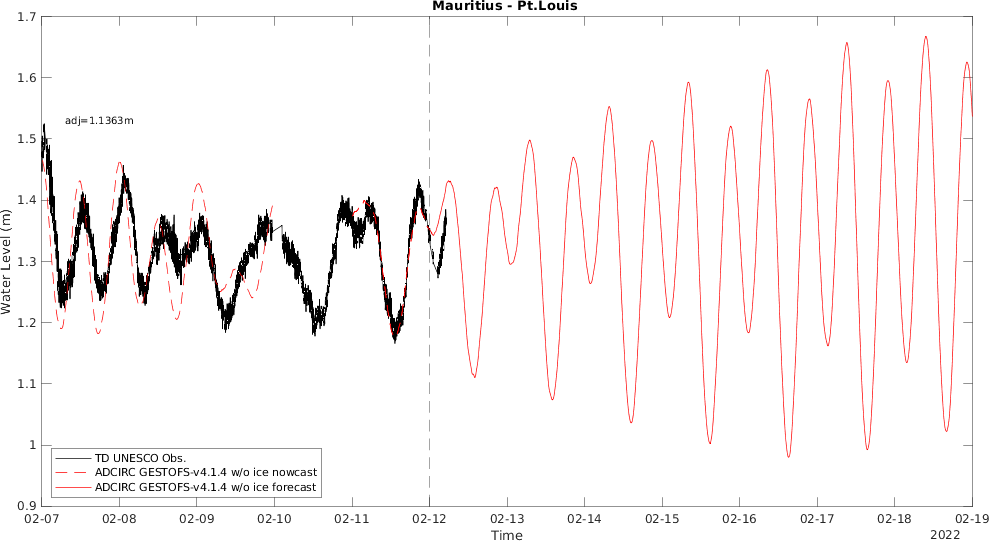 Mauritius - Pt.Louis
1.7
1.6
1.5
1.4
1.3
1.2
1.1
1
0.9
Water Level (m)
adj=1.1363m
TD UNESCO Obs.
ADCIRC GESTOFS-v4.1.4 w/o ice nowcast
ADCIRC GESTOFS-v4.1.4 w/o ice forecast
02-07 02-08 02-09 02-10 02-11 02-12 02-13 02-14 02-15 02-16 02-17 02-18 02-19
Time
2022